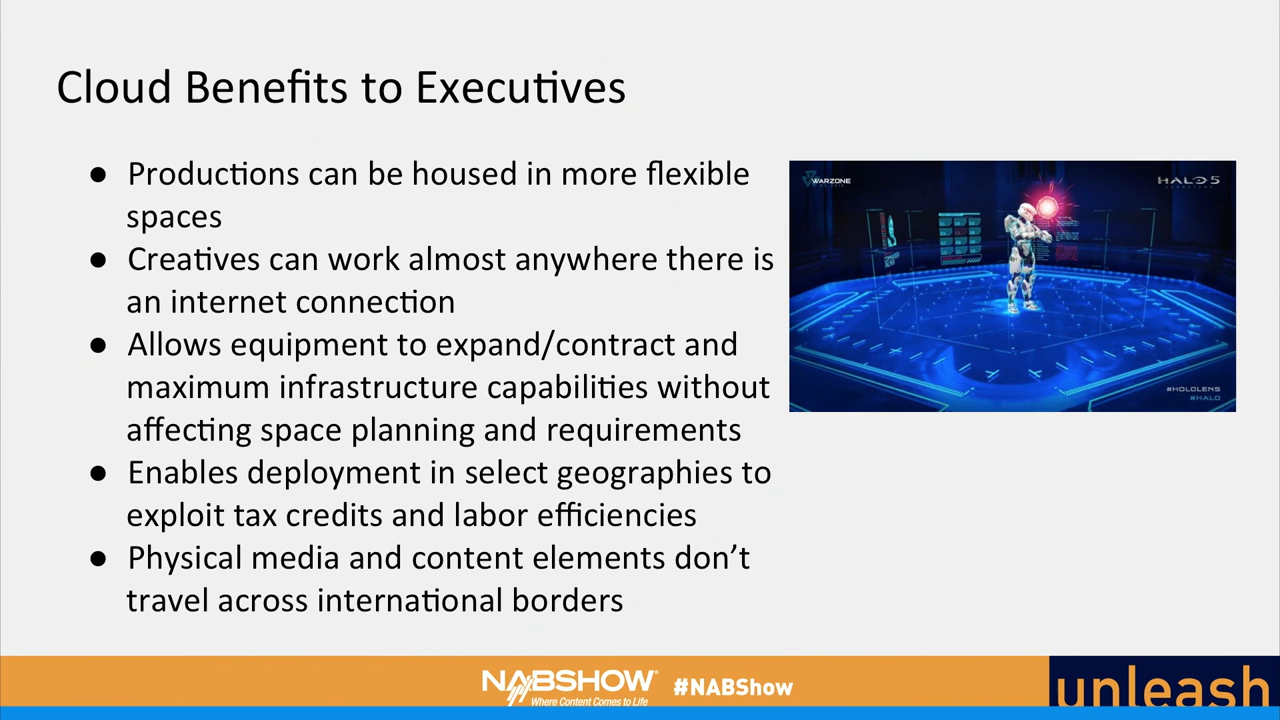 Cloud Benefits to Executives
● Productions can be housed in more flexible
spaces
● Creatives can work almost anywhere there is
an internet connection
● Allows equipment to expand/contract and
maximum infrastructure capabilities without
affecting space planning and requirements
● Enables deployment in select geographies to
exploit tax credits and labor efficiencies
● Physical media and content elements don’t
travel across international borders
WARZONE
HALO 5
#HOLOLENS
#HALO
NABSHOW
Where Content Comes to Life
#NABShow
unleash